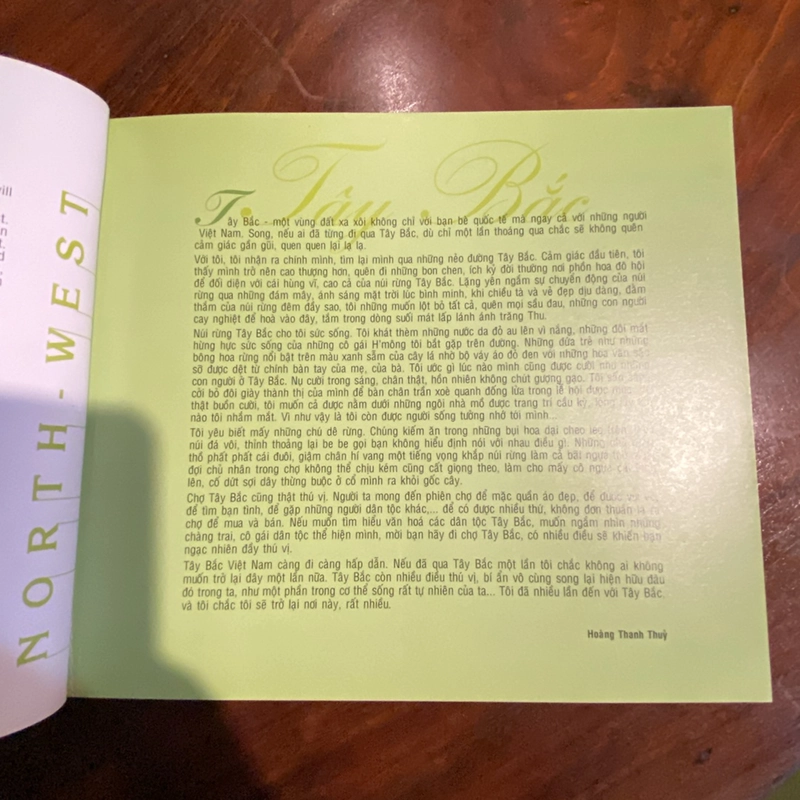 ill
t.
n
d
t.
d
NORTH - WEST
Tây Bắc
Tây Bắc - một vùng đất xa xôi không chỉ với bạn bè quốc tế mà ngay cả với những người
Việt Nam. Song, nếu ai đã từng đi qua Tây Bắc, dù chỉ một lần thoáng qua chắc sẽ không quên
cảm giác gần gũi, quen quen lại lạ lạ.
Với tôi, tôi nhận ra chính mình, tìm lại mình qua những nẻo đường Tây Bắc. Cảm giác đầu tiên, tôi
thấy mình trở nên cao thượng hơn, quên đi những bon chen, ích kỷ đời thường nơi phồn hoa đô hội
để đối diện với cái hùng vĩ, cao cả của núi rừng Tây Bắc. Lặng yên ngắm sự chuyển động của núi
rừng qua những đám mây, ánh sáng mặt trời lúc bình minh, khi chiều tà và vẻ đẹp dịu dàng, đằm
thắm của núi rừng đêm đầy sao, tôi những muốn lột bỏ tất cả, quên mọi sầu đau, những con người
cay nghiệt để hoà vào đây, tắm trong dòng suối mát lấp lánh ánh trăng Thu.
Núi rừng Tây Bắc cho tôi sức sống. Tôi khát thèm những nước da đỏ au lên vì nắng, những đôi mắt
hừng hực sức sống của những cô gái H'mông tôi bắt gặp trên đường. Những đứa trẻ như những
bông hoa rừng nổi bật trên màu xanh sẫm của cây lá nhờ bộ váy áo đỏ đen với những hoa văn
sỡ được dệt từ chính bàn tay của mẹ, của bà. Tôi ước gì lúc nào mình cũng được cười như những
con người ở Tây Bắc. Nụ cười trong sáng, chân thật, hồn nhiên không chút gượng gạo. Tôi
cởi bỏ đôi giày thành thị của mình để bàn chân trần xoè quanh đống lửa trong lễ hội được
thật buồn cười, tôi muốn cả được nằm dưới những ngôi nhà mồ được trang trí cầu kỳ,
nào tôi nhắm mắt. Vì như vậy là tôi còn được người sống tưởng nhớ tới mình...
Tôi yêu biết mấy những chú dê rừng. Chúng kiếm ăn trong những bụi hoa dại cheo leo
núi đá vôi, thỉnh thoảng lại be be gọi bạn không hiểu định nói với nhau điều gì. Những
thồ phất phất cái đuôi, giậm chân hí vang một tiếng vọng khắp núi rừng làm cả bãi ngựa
đợi chủ nhân trong chợ không thể chịu kém cũng cất giọng theo, làm cho mấy cô ngựa
lên, cố dứt sợi dây thừng buộc ở cổ mình ra khỏi gốc cây.
Chợ Tây Bắc cũng thật thú vị. Người ta mong đến phiên chợ để mặc quần áo đẹp, để được
để tìm bạn tình, để gặp những người dân tộc khác,... để có được nhiều thứ, không đơn thuần là ra
chợ để mua và bán. Nếu muốn tìm hiểu văn hoá các dân tộc Tây Bắc, muốn ngắm nhìn những
chàng trai, cô gái dân tộc thể hiện mình, mời bạn hãy đi chợ Tây Bắc, có nhiều điều sẽ khiến bạn
ngạc nhiên đầy thú vị.
Tây Bắc Việt Nam càng đi càng hấp dẫn. Nếu đã qua Tây Bắc một lần tôi chắc không ai không
muốn trở lại đây một lần nữa. Tây Bắc còn nhiều điều thú vị, bí ẩn vô cùng song lại hiện hữu đâu
đó trong ta, như một phần trong cơ thể sống rất tự nhiên của ta... Tôi đã nhiều lần đến với Tây Bắc
và tôi chắc tôi sẽ trở lại nơi này, rất nhiều.
Hoàng Thanh Thuỷ